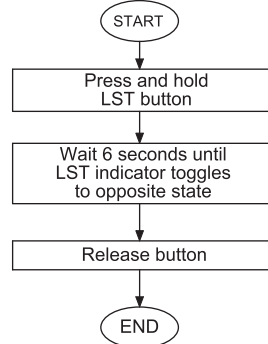 START
Press and hold
LST button
Wait 6 seconds until
LST indicator toggles
to opposite state
Release button
END